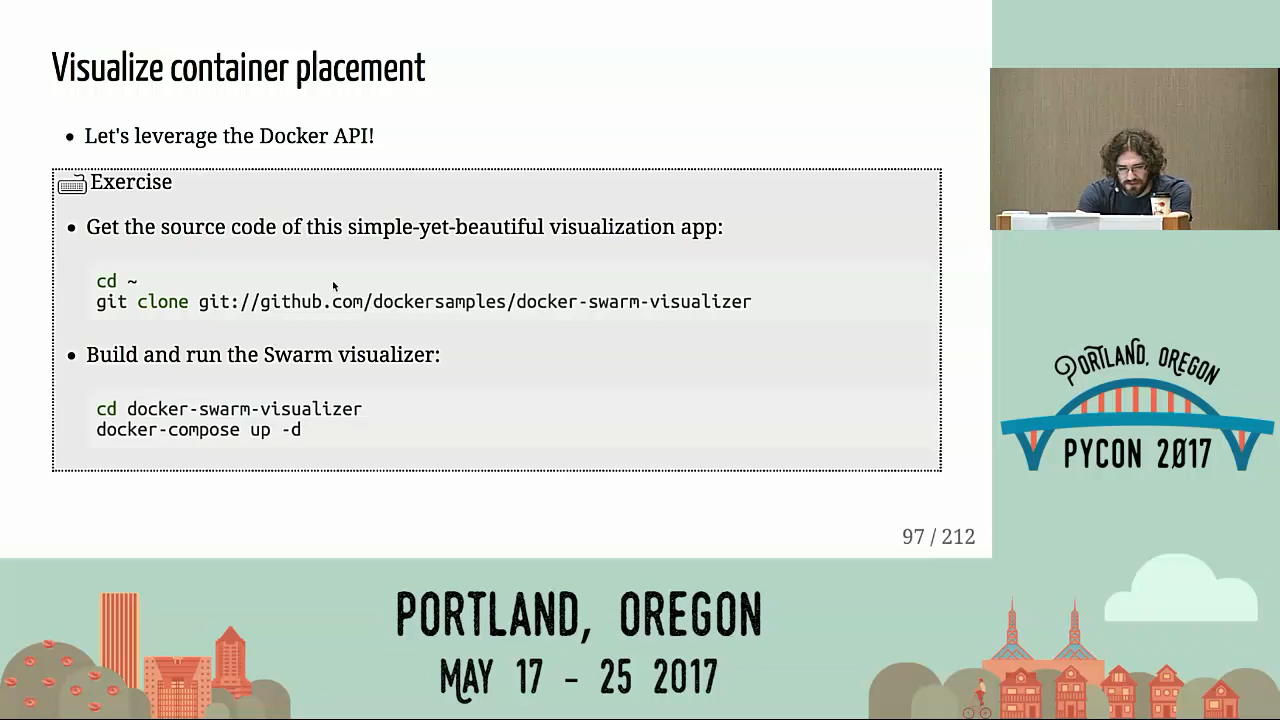 Visualize container placement
• Let's leverage the Docker API!
Exercise
• Get the source code of this simple-yet-beautiful visualization app:
cd ~
git clone git://github.com/dockersamples/docker-swarm-visualizer
• Build and run the Swarm visualizer:
cd docker-swarm-visualizer
docker-compose up -d
97 / 212
PORTLAND, OREGON
PYCON 2017
PORTLAND, OREGON
MAY 17 - 25 2017